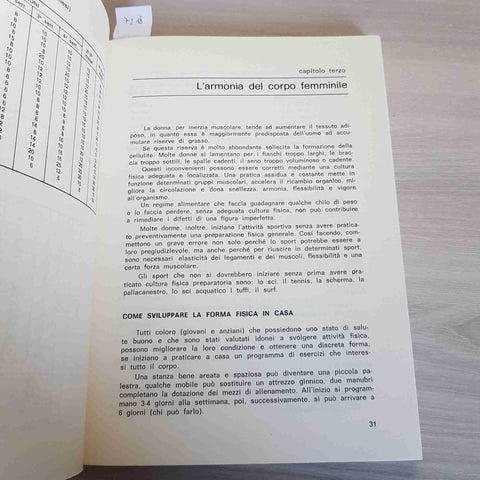 7218
capitolo terzo
L'armonia del corpo femminile
La donna, per inerzia muscolare, tende ad aumentare il tessuto adi-
poso, in quanto essa è maggiormente predisposta dell'uomo ad accu-
mulare riserve di grasso.
Se questa riserva è molto abbondante sollecita la formazione della
cellulite. Molte donne si lamentano per i fianchi troppo larghi, le brac-
cia troppo sottili, le spalle cadenti, il seno troppo voluminoso o cadente.
Questi inconvenienti possono essere corretti mediante una cultura
fisica adeguata e localizzata. Una pratica assidua e costante mette in
funzione determinati gruppi muscolari, accelera il ricambio organico, mi-
gliora la circolazione e dona snellezza, armonia, flessibilità e vigore
all'organismo.
Un regime alimentare che faccia guadagnare qualche chilo di peso
o lo faccia perdere, senza adeguata cultura fisica, non può contribuire
a rimediare i difetti di una figura imperfetta.
Molte donne, inoltre, iniziano l'attività sportiva senza avere pratica-
to preventivamente una preparazione fisica generale. Così facendo, com-
mettono un grave errore non solo perché lo sport potrebbe essere a
loro pregiudizievole, ma anche perché per riuscire in determinati sport,
sono necessari elasticità dei legamenti e dei muscoli, flessibilità e una
certa forza muscolare.
Gli sport che non si dovrebbero iniziare senza prima avere pra-
ticato cultura fisica preparatoria sono: lo sci, il tennis, la scherma, la
pallacanestro, lo sci acquatico I tuffi, il surf.
COME SVILUPPARE LA FORMA FISICA IN CASA
Tutti coloro (giovani e anziani) che possiedono uno stato di salu-
te buono e che sono stati valutati idonei a svolgere attività fisica,
possono migliorare la loro condizione e ottenere una discreta forma,
se iniziano a praticare a casa un programma di esercizi che interes-
si tutto il corpo.
Una stanza bene areata e spaziosa può diventare una piccola pa-
lestra, qualche mobile può sostituire un attrezzo ginnico, due manubri
completano la dotazione dei mezzi di allenamento. All'inizio si program-
mano 3-4 giorni alla settimana, poi, successivamente, si può arrivare a
6 giorni (chi può farlo).
31